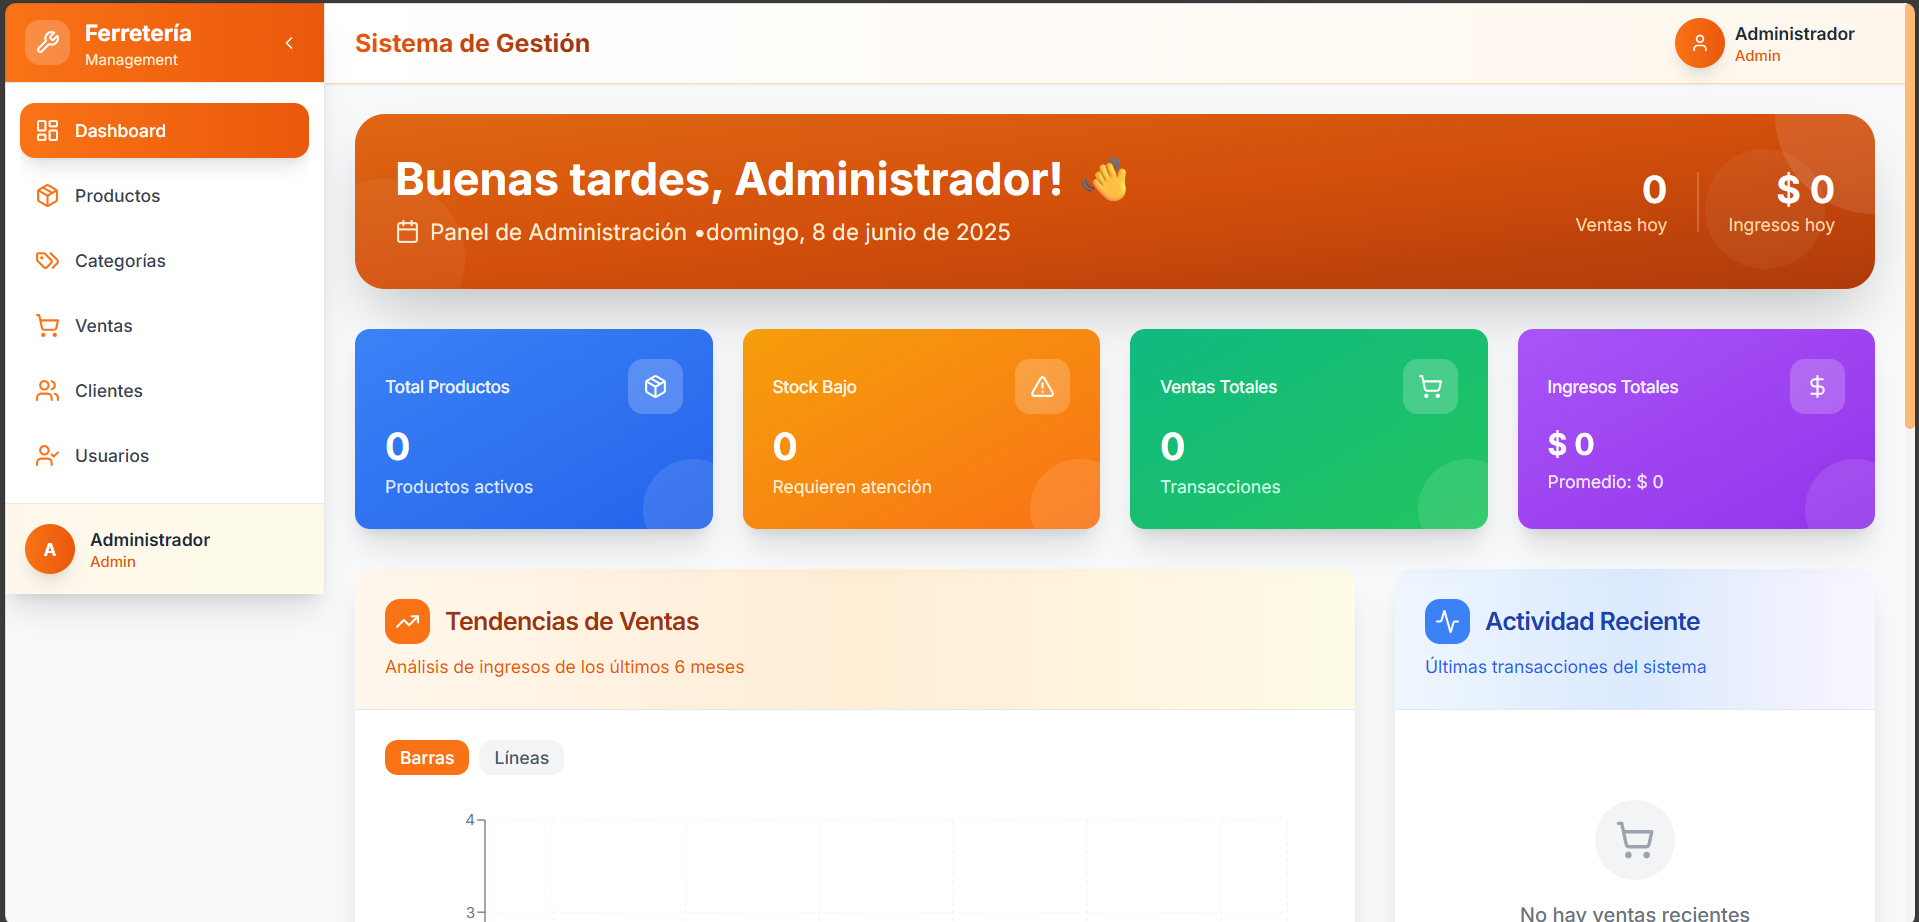 Ferretería
Management
Sistema de Gestión
Administrador
Admin
Dashboard
Productos
Categorías
Ventas
Clientes
Usuarios
A
Administrador
Admin
Buenas tardes, Administrador! 👋
Panel de Administración •domingo, 8 de junio de 2025
0
Ventas hoy
$ 0
Ingresos hoy
Total Productos
0
Productos activos
Stock Bajo
0
Requieren atención
Ventas Totales
0
Transacciones
Ingresos Totales
$ 0
Promedio: $ 0
Tendencias de Ventas
Análisis de ingresos de los últimos 6 meses
Barras
Líneas
4
3
Actividad Reciente
Últimas transacciones del sistema
No hay ventas recientes